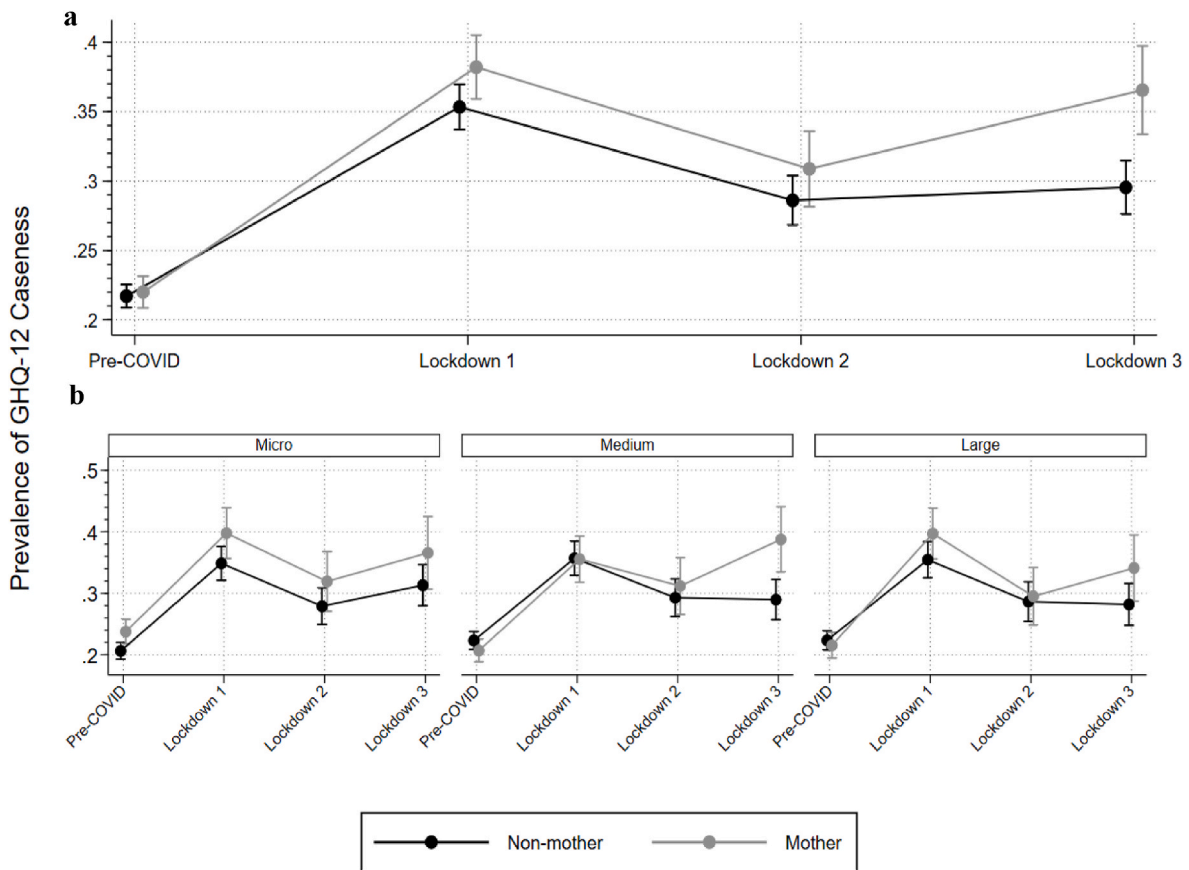 a
.4
.35
.3
.25
.2
Prevalence of GHQ-12 Caseness
Pre-COVID Lockdown 1 Lockdown 2 Lockdown 3
b
Micro Medium Large
.5
.4
.3
.2
Pre-COVID Lockdown 1 Lockdown 2 Lockdown 3 Pre-COVID Lockdown 1 Lockdown 2 Lockdown 3 Pre-COVID Lockdown 1 Lockdown 2 Lockdown 3
Non-mother Mother